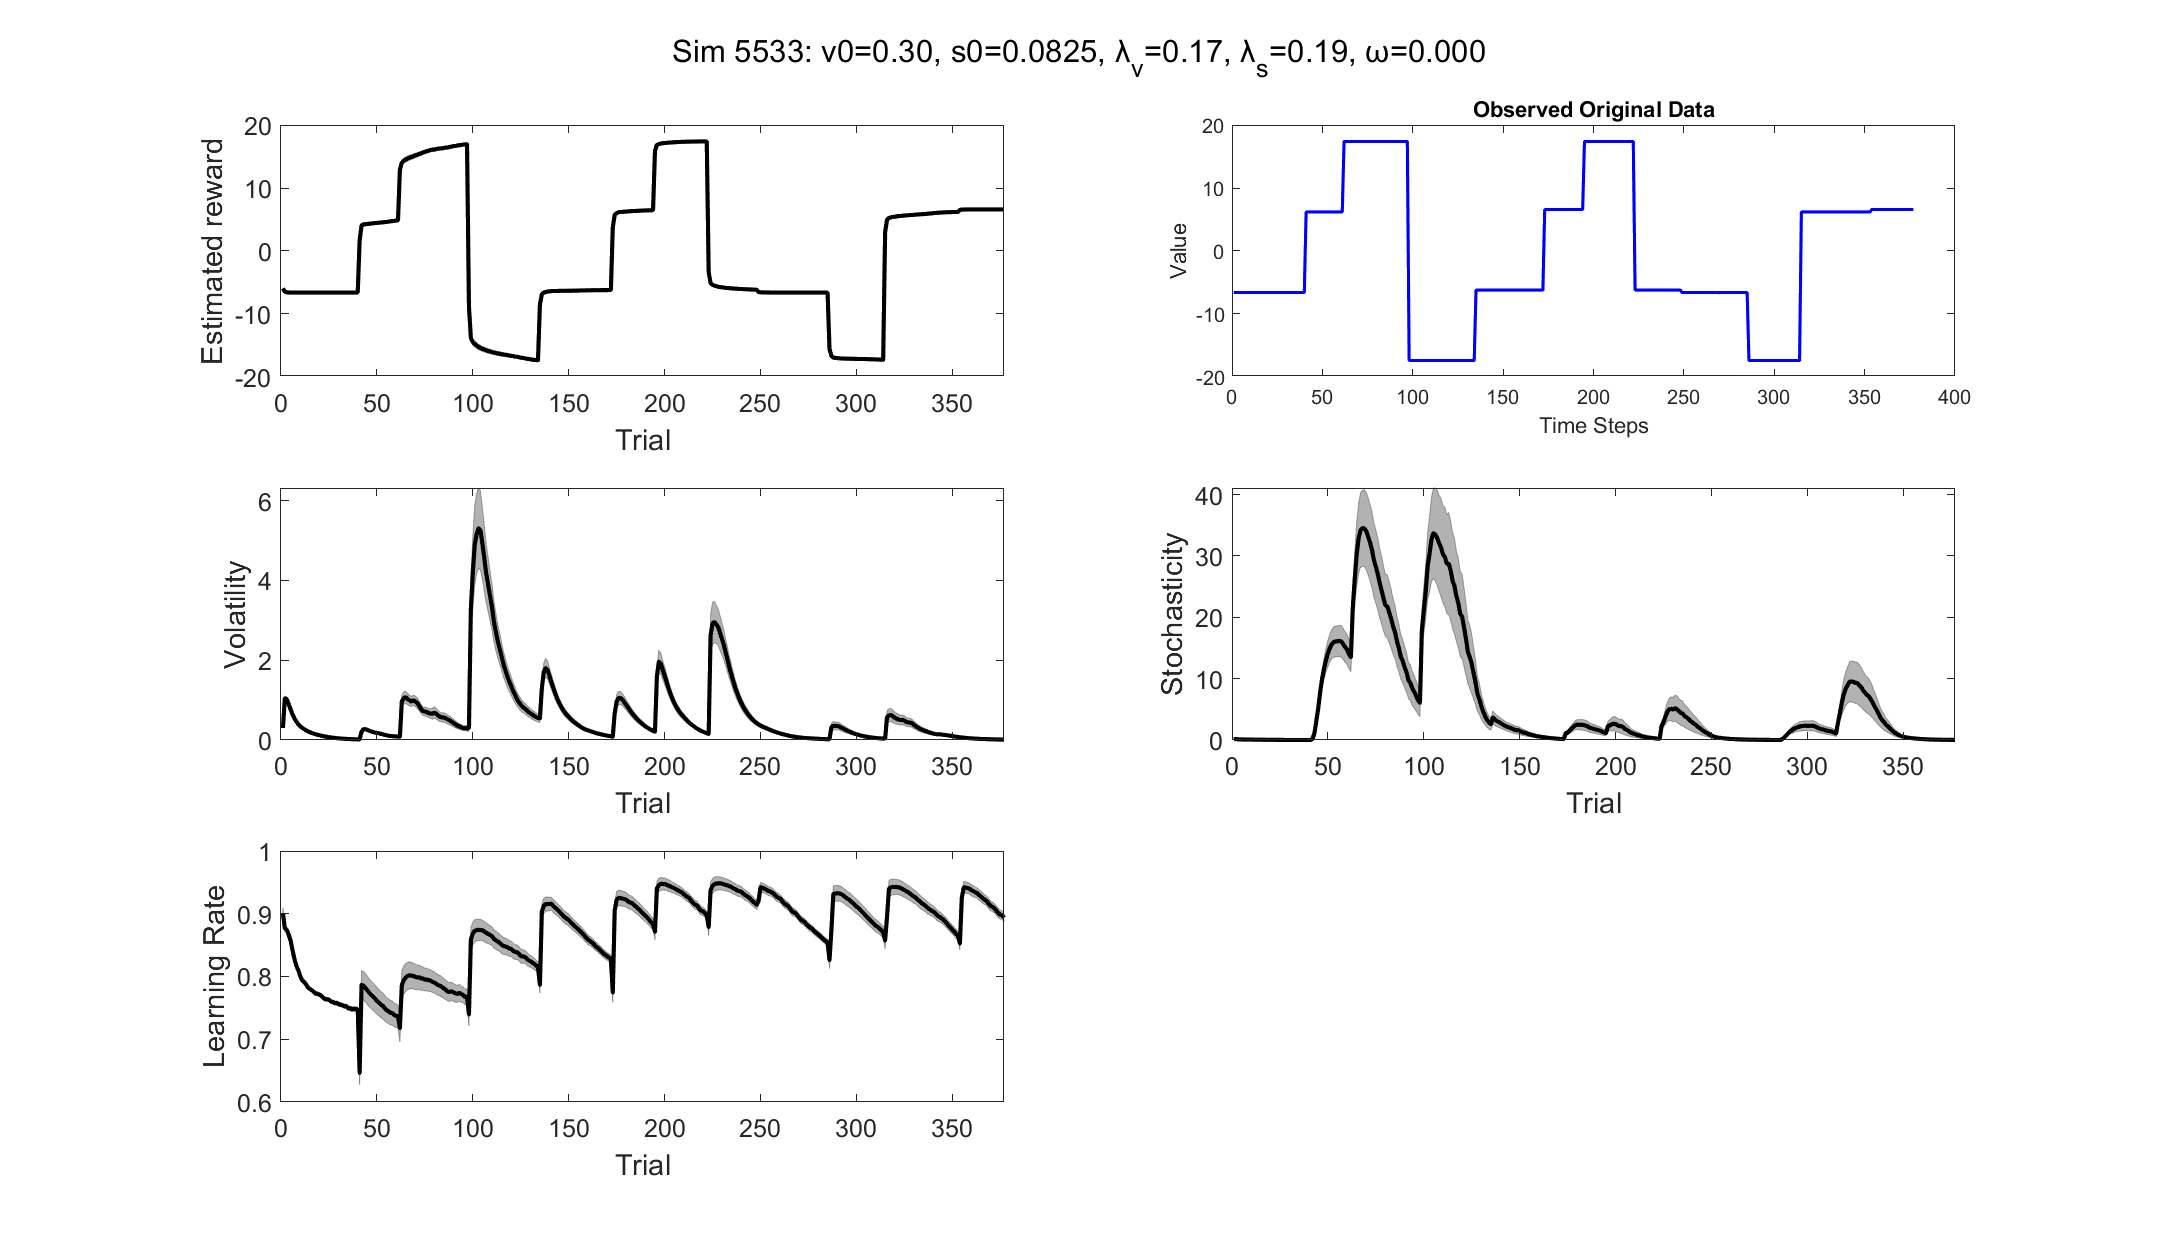 Sim 5533: v0=0.30, s0=0.0825, λ_v=0.17, λ_s=0.19, ω=0.000
Estimated reward
20
10
0
-10
-20
0 50 100 150 200 250 300 350
Trial
Observed Original Data
Value
20
10
0
-10
-20
0 50 100 150 200 250 300 350 400
Time Steps
Volatility
6
4
2
0
0 50 100 150 200 250 300 350
Trial
Stochasticity
40
30
20
10
0
0 50 100 150 200 250 300 350
Trial
Learning Rate
1
0.9
0.8
0.7
0.6
0 50 100 150 200 250 300 350
Trial